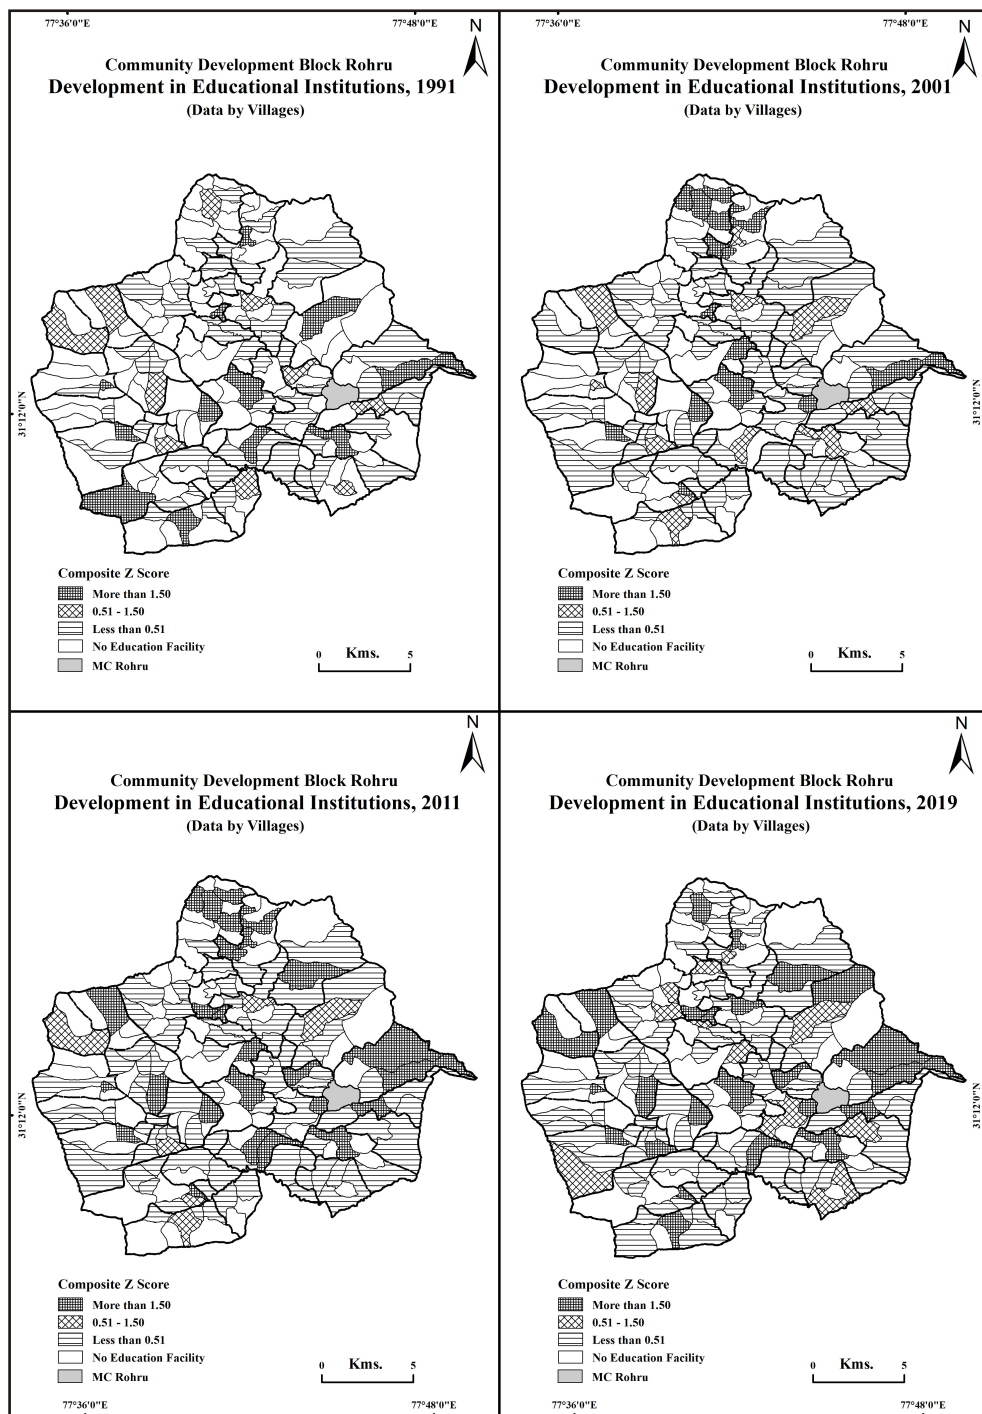 77°36'0"E
77°48'0"E
N
Community Development Block Rohru
Development in Educational Institutions, 1991
(Data by Villages)
31°12'0"N
Composite Z Score
More than 1.50
0.51 - 1.50
Less than 0.51
No Education Facility
MC Rohru
0 Kms. 5
77°36'0"E
77°48'0"E
N
Community Development Block Rohru
Development in Educational Institutions, 2001
(Data by Villages)
31°12'0"N
Composite Z Score
More than 1.50
0.51 - 1.50
Less than 0.51
No Education Facility
MC Rohru
0 Kms. 5
N
Community Development Block Rohru
Development in Educational Institutions, 2011
(Data by Villages)
31°12'0"N
Composite Z Score
More than 1.50
0.51 - 1.50
Less than 0.51
No Education Facility
MC Rohru
0 Kms. 5
77°36'0"E
77°48'0"E
N
Community Development Block Rohru
Development in Educational Institutions, 2019
(Data by Villages)
31°12'0"N
Composite Z Score
More than 1.50
0.51 - 1.50
Less than 0.51
No Education Facility
MC Rohru
0 Kms. 5
77°36'0"E
77°48'0"E